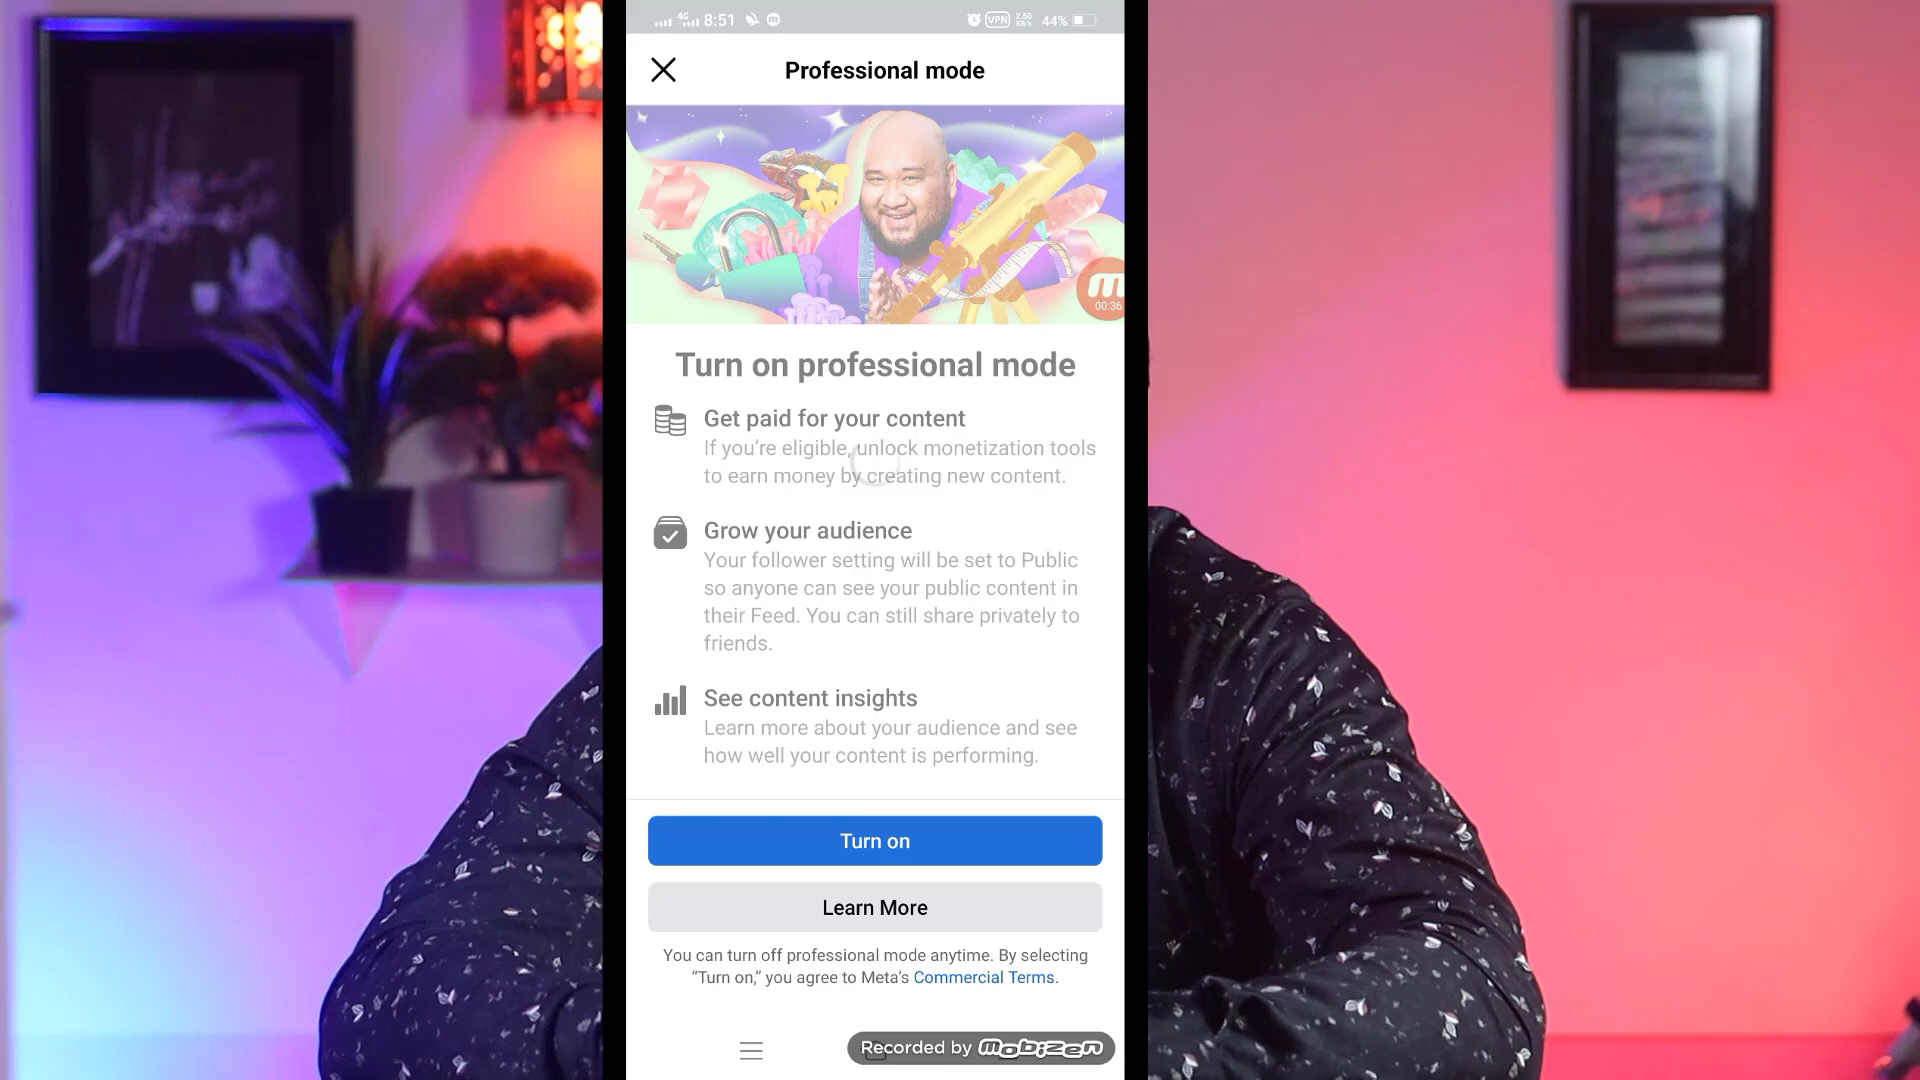 4G 8:51 VPN 2.50 KB/s 44%
Professional mode
00:36
Turn on professional mode
Get paid for your content
If you're eligible, unlock monetization tools
to earn money by creating new content.
Grow your audience
Your follower setting will be set to Public
so anyone can see your public content in
their Feed. You can still share privately to
friends.
See content insights
Learn more about your audience and see
how well your content is performing.
Turn on
Learn More
You can turn off professional mode anytime. By selecting
“Turn on,” you agree to Meta's Commercial Terms.
Recorded by mobizen